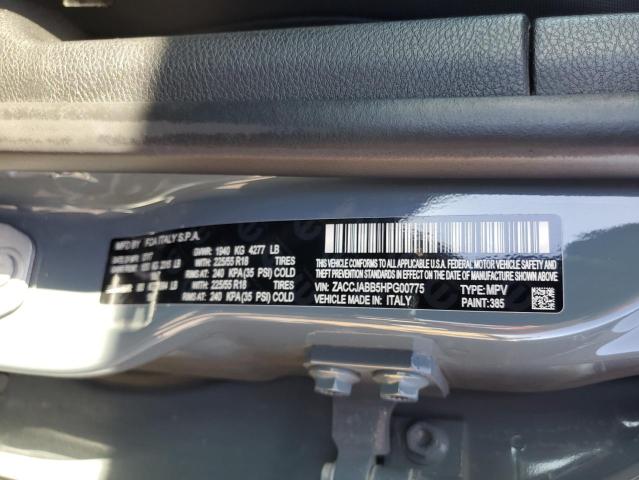 MFD BY FCA ITALY S.P.A.
GVWR: 1940 KG 4277 LB
WITH 225/55 R18 TIRES
RIMS AT: 240 KPA(35 PSI) COLD
WITH 225/55 R18 TIRES
RIMS AT: 240 KPA(35 PSI) COLD
THIS VEHICLE CONFORMS TO ALL APPLICABLE U.S.A. FEDERAL MOTOR VEHICLE SAFETY,
BUMPER, AND THEFT PREVENTION STANDARDS IN EFFECT ON THE DATE OF MANUFACTURE SHOWN ABOVE.
VIN: ZACCJABB5HPG00775 TYPE: MPV
VEHICLE MADE IN: ITALY PAINT: 385